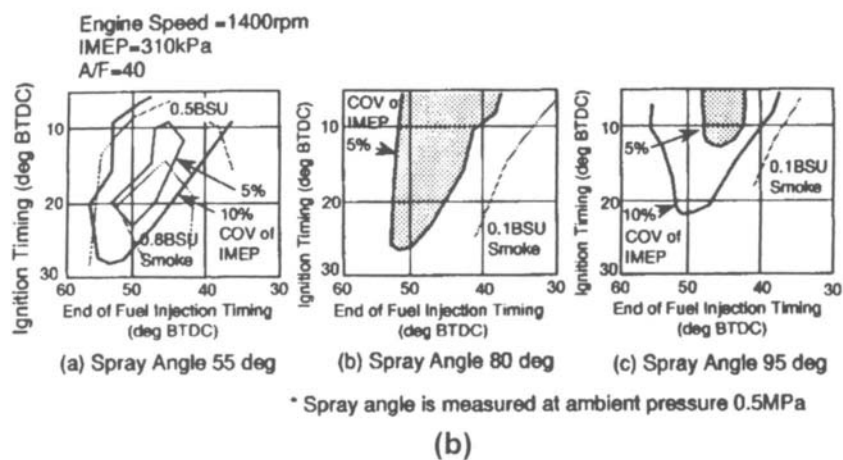 Engine Speed =1400rpm
IMEP=310kPa
A/F=40
Ignition Timing (deg BTDC)
10
20
30
0.5BSU
5%
10%
COV of
IMEP
0.8BSU
Smoke
60
50
40
30
End of Fuel Injection Timing
(deg BTDC)
(a) Spray Angle 55 deg
Ignition Timing (deg BTDC)
10
20
30
COV of
IMEP
5%
0.1BSU
Smoke
60
50
40
30
End of Fuel Injection Timing
(deg BTDC)
(b) Spray Angle 80 deg
Ignition Timing (deg BTDC)
10
20
30
5%
0.1BSU
Smoke
10%
COV of
IMEP
60
50
40
30
End of Fuel Injection Timing
(deg BTDC)
(c) Spray Angle 95 deg
* Spray angle is measured at ambient pressure 0.5MPa
(b)